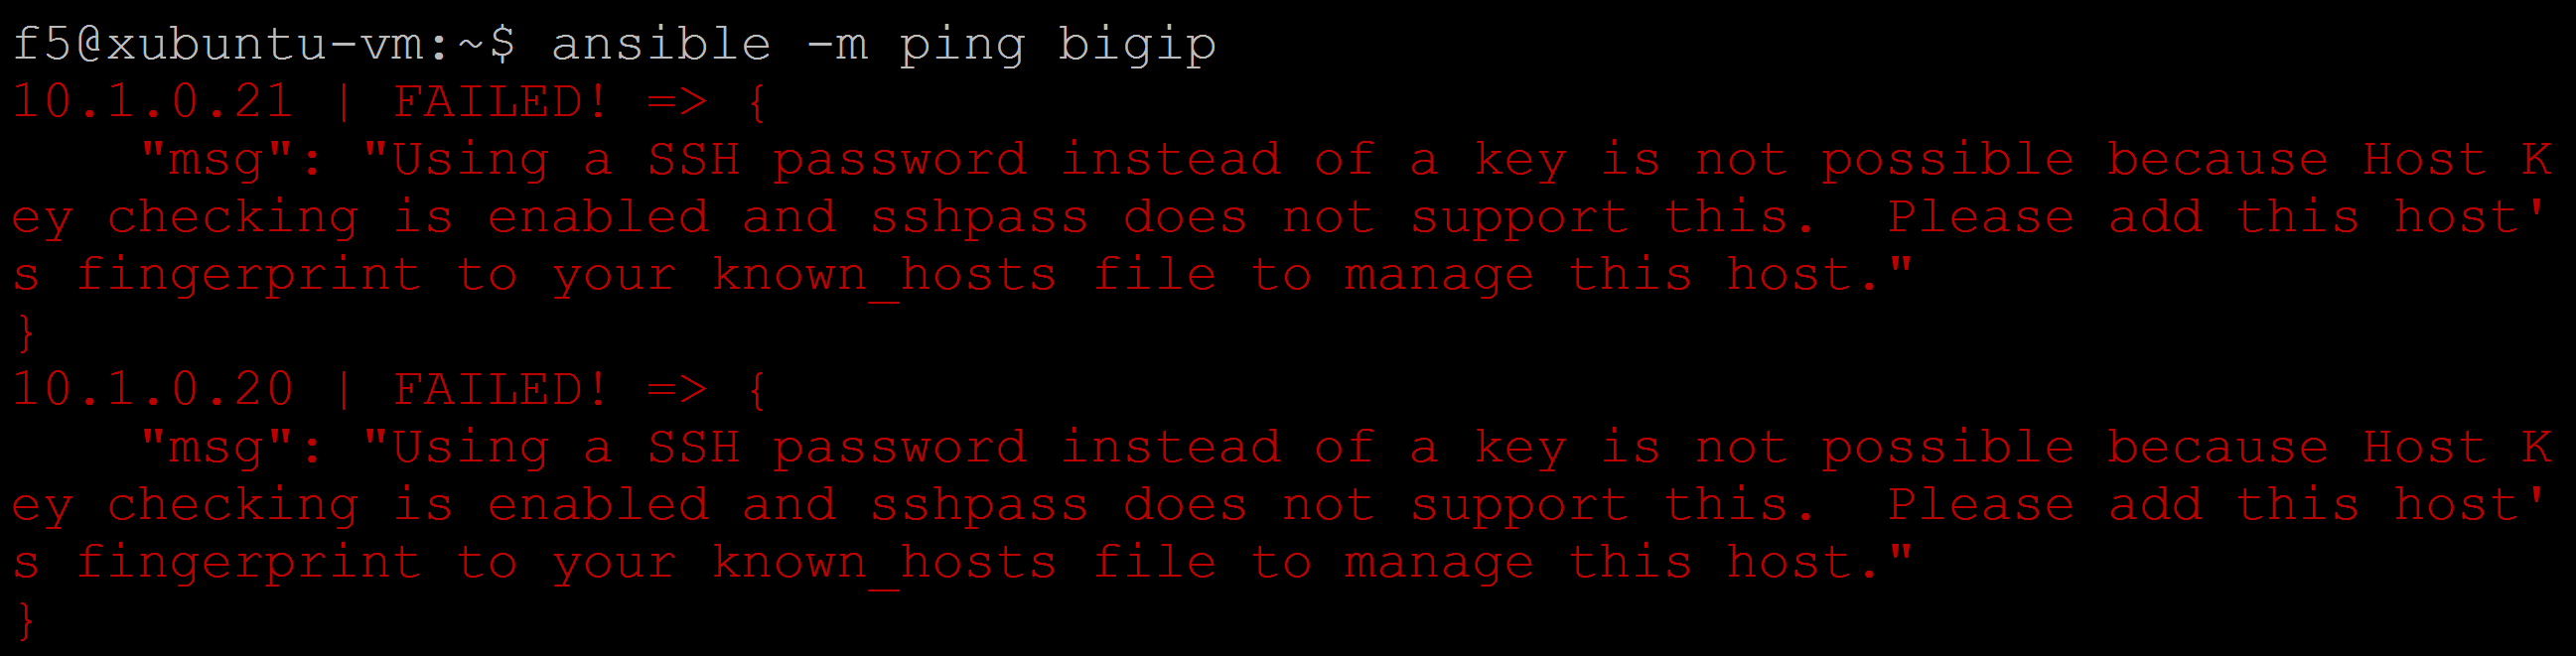 f5@xubuntu-vm:~$ ansible -m ping bigip
10.1.0.21 | FAILED! => {
    "msg": "Using a SSH password instead of a key is not possible because Host K
ey checking is enabled and sshpass does not support this.  Please add this host'
s fingerprint to your known_hosts file to manage this host."
}
10.1.0.20 | FAILED! => {
    "msg": "Using a SSH password instead of a key is not possible because Host K
ey checking is enabled and sshpass does not support this.  Please add this host'
s fingerprint to your known_hosts file to manage this host."
}